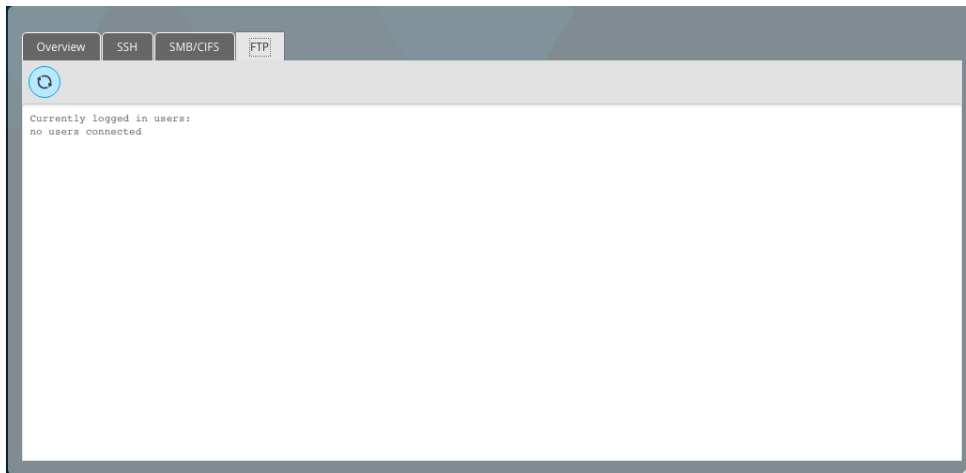 Overview SSH SMB/CIFS FTP
Currently logged in users:
no users connected